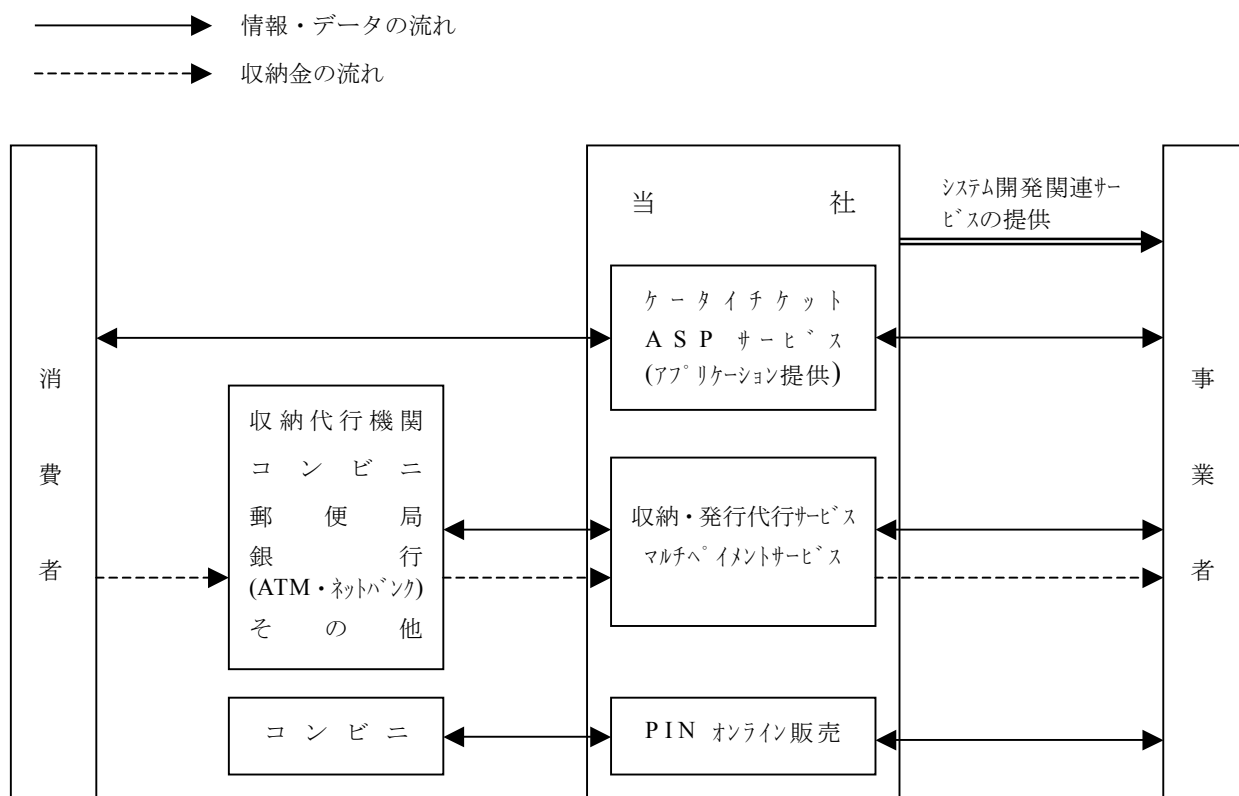 情報・データの流れ
収納金の流れ
消費者
収納代行機関
コンビニ
郵便局
銀行
(ATM・ネットバンク)
その他
コンビニ
当社
ケータイチケット
ASP サービス
(アプリケーション提供)
収納・発行代行サービス
マルチペイメントサービス
PIN オンライン販売
システム開発関連サー
ビスの提供
事業者